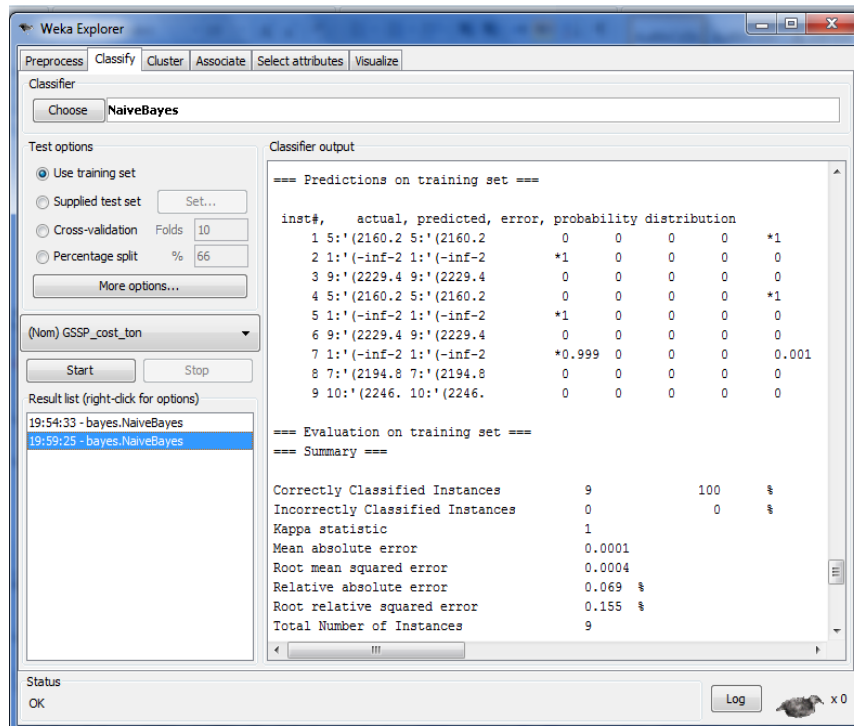 Weka Explorer
Preprocess Classify Cluster Associate Select attributes Visualize
Classifier
Choose NaiveBayes
Test options
Use training set
Supplied test set Set...
Cross-validation Folds 10
Percentage split % 66
More options...
(Nom) GSSP_cost_ton
Start Stop
Result list (right-click for options)
19:54:33 - bayes.NaiveBayes
19:59:25 - bayes.NaiveBayes
Classifier output
=== Predictions on training set ===
inst#, actual, predicted, error, probability distribution
1 5:'(2160.2 5:'(2160.2 0 0 0 0 *1
2 1:'(-inf-2 1:'(-inf-2 *1 0 0 0 0
3 9:'(2229.4 9:'(2229.4 0 0 0 0 0
4 5:'(2160.2 5:'(2160.2 0 0 0 0 *1
5 1:'(-inf-2 1:'(-inf-2 *1 0 0 0 0
6 9:'(2229.4 9:'(2229.4 0 0 0 0 0
7 1:'(-inf-2 1:'(-inf-2 *0.999 0 0 0 0.001
8 7:'(2194.8 7:'(2194.8 0 0 0 0 0
9 10:'(2246. 10:'(2246. 0 0 0 0 0
=== Evaluation on training set ===
=== Summary ===
Correctly Classified Instances 9 100 %
Incorrectly Classified Instances 0 0 %
Kappa statistic 1
Mean absolute error 0.0001
Root mean squared error 0.0004
Relative absolute error 0.069 %
Root relative squared error 0.155 %
Total Number of Instances 9
Status
OK
Log x 0